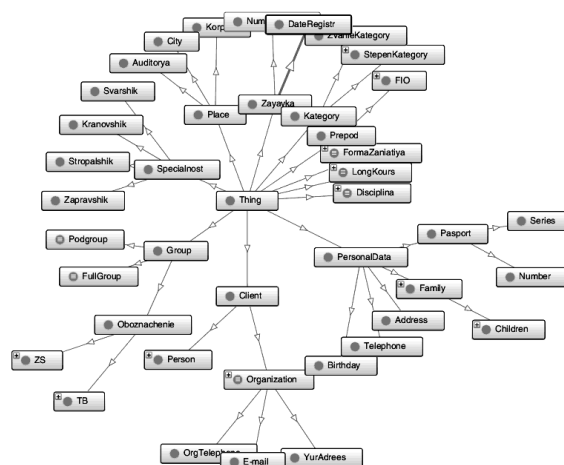 Num
DateRegistr
Korp
ZvanieKategory
City
StepenKategory
Auditorya
FIO
Svarshik
Zayayka
Place
Kategory
Kranovshik
Prepod
FormaZaniatiya
Stropalshik
Specialnost
LongKours
Disciplina
Zapravshik
Thing
Series
Podgroup
Group
Pasport
PersonalData
FullGroup
Number
Client
Family
Address
Oboznachenie
Children
Telephone
ZS
Person
Birthday
Organization
TB
OrgTelephone
E-mail
YurAdrees